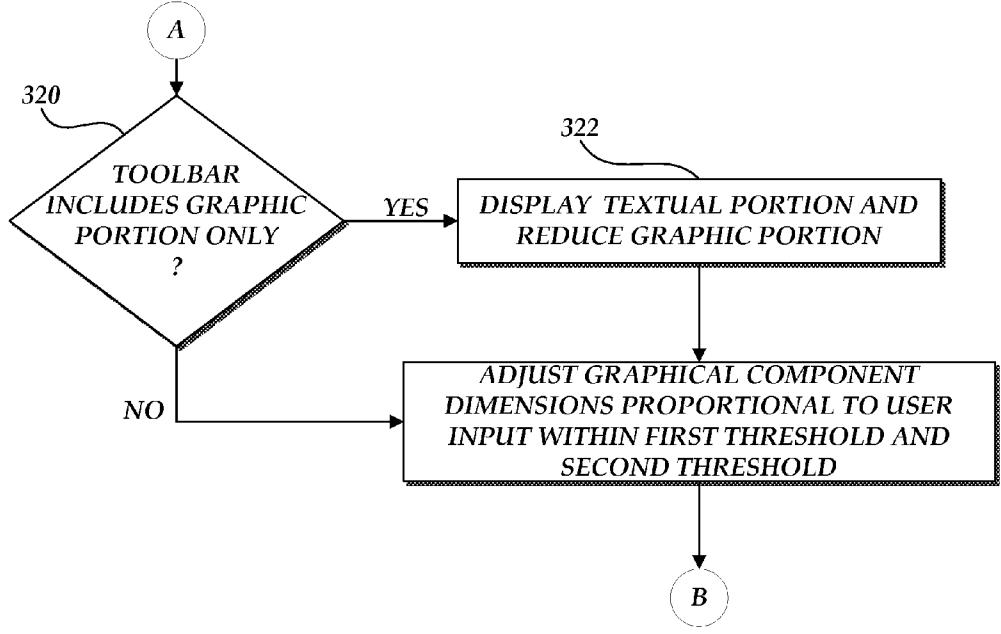 A
320
TOOLBAR
INCLUDES GRAPHIC
PORTION ONLY
?
YES
322
DISPLAY TEXTUAL PORTION AND
REDUCE GRAPHIC PORTION
NO
ADJUST GRAPHICAL COMPONENT
DIMENSIONS PROPORTIONAL TO USER
INPUT WITHIN FIRST THRESHOLD AND
SECOND THRESHOLD
B